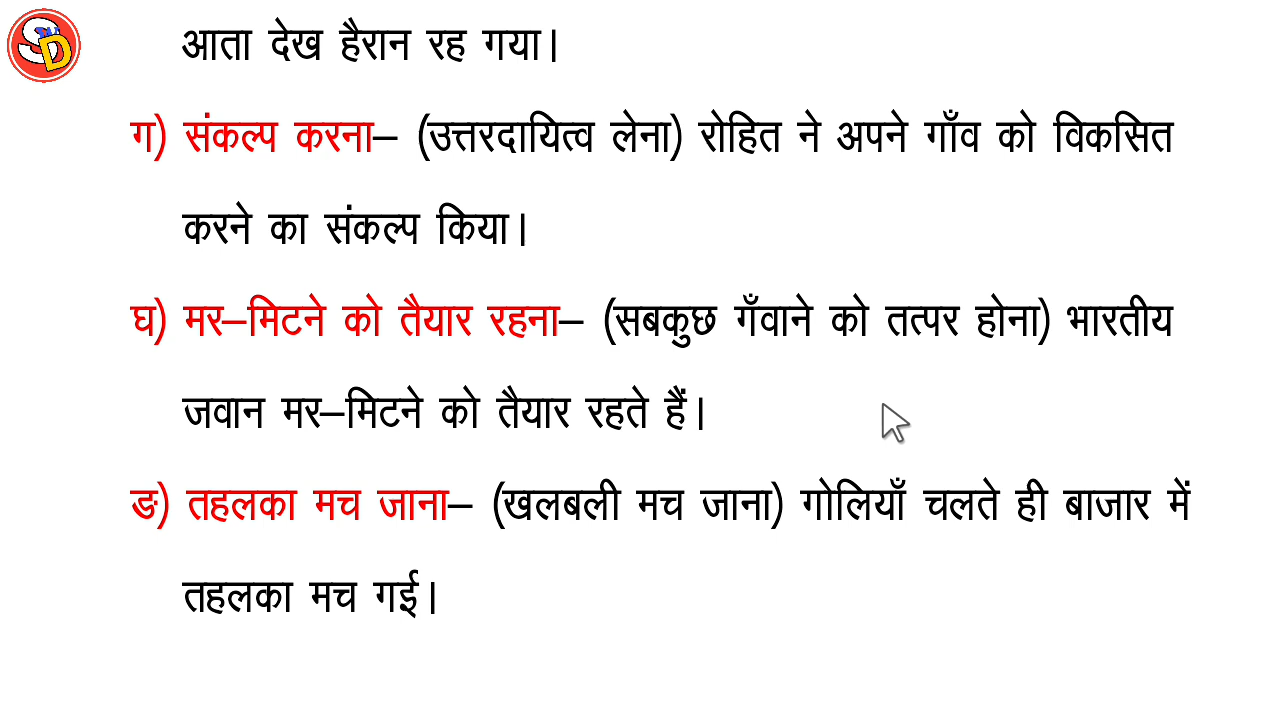 SD
आता देख हैरान रह गया।
ग) संकल्प करना– (उत्तरदायित्व लेना) रोहित ने अपने गाँव को विकसित
करने का संकल्प किया।
घ) मर–मिटने को तैयार रहना– (सबकुछ गँवाने को तत्पर होना) भारतीय
जवान मर–मिटने को तैयार रहते हैं।
ङ) तहलका मच जाना– (खलबली मच जाना) गोलियाँ चलते ही बाजार में
तहलका मच गई।